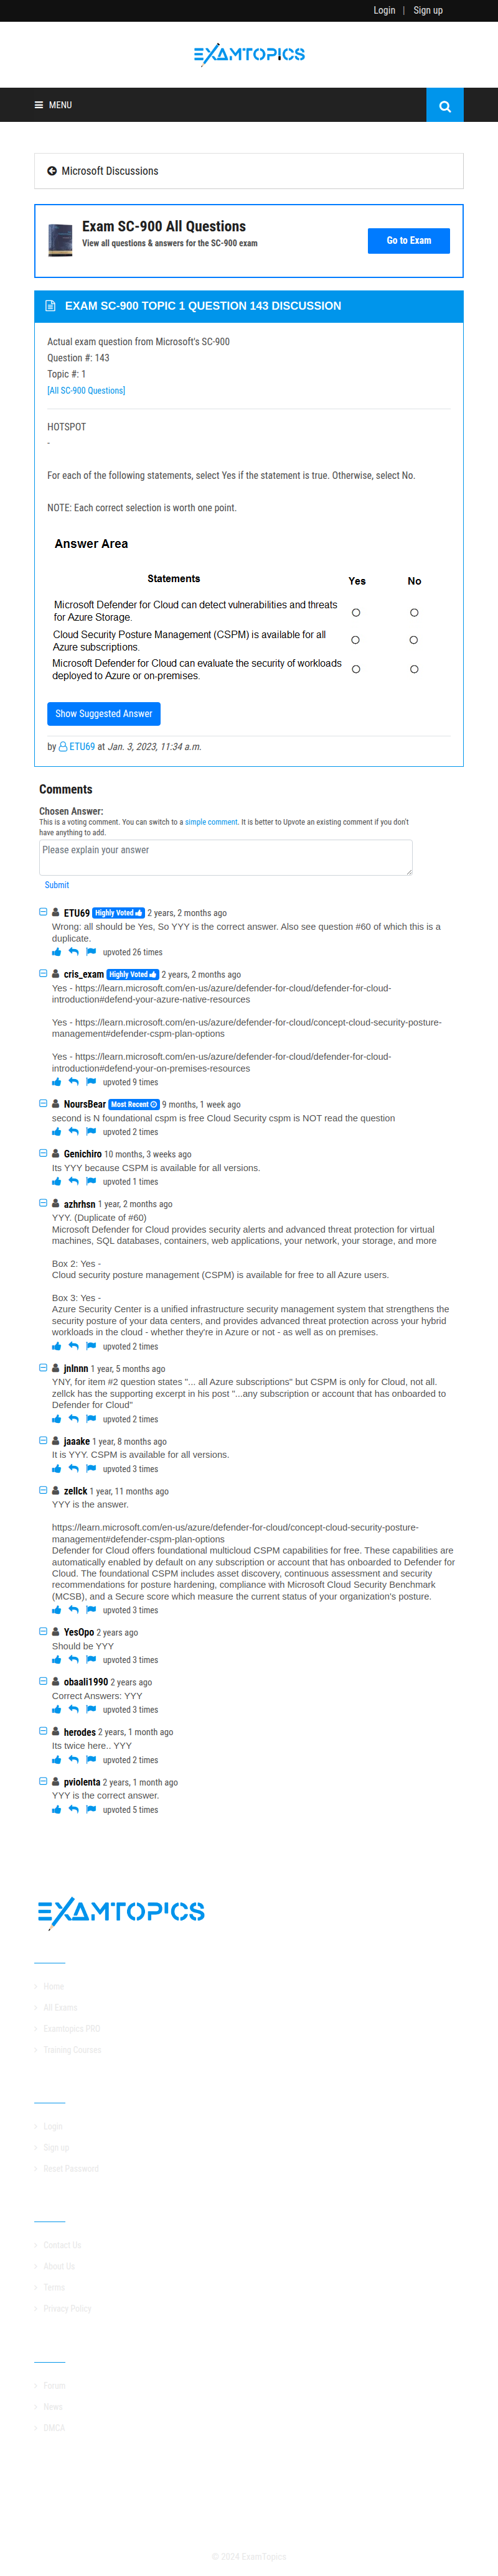 Login | Sign up
EXAMTOPICS
MENU
Microsoft Discussions
Exam SC-900 All Questions
View all questions & answers for the SC-900 exam
Go to Exam
EXAM SC-900 TOPIC 1 QUESTION 143 DISCUSSION
Actual exam question from Microsoft's SC-900
Question #: 143
Topic #: 1
[All SC-900 Questions]
HOTSPOT
-
For each of the following statements, select Yes if the statement is true. Otherwise, select No.
NOTE: Each correct selection is worth one point.
Answer Area
Statements Yes No
Microsoft Defender for Cloud can detect vulnerabilities and threats
for Azure Storage.
Cloud Security Posture Management (CSPM) is available for all
Azure subscriptions.
Microsoft Defender for Cloud can evaluate the security of workloads
deployed to Azure or on-premises.
Show Suggested Answer
by ETU69 at Jan. 3, 2023, 11:34 a.m.
Comments
Chosen Answer:
This is a voting comment. You can switch to a simple comment. It is better to Upvote an existing comment if you don't
have anything to add.
Please explain your answer
Submit
ETU69 Highly Voted 2 years, 2 months ago
Wrong: all should be Yes, So YYY is the correct answer. Also see question #60 of which this is a
duplicate.
upvoted 26 times
cris_exam Highly Voted 2 years, 2 months ago
Yes - https://learn.microsoft.com/en-us/azure/defender-for-cloud/defender-for-cloud-
introduction#defend-your-azure-native-resources
Yes - https://learn.microsoft.com/en-us/azure/defender-for-cloud/concept-cloud-security-posture-
management#defender-cspm-plan-options
Yes - https://learn.microsoft.com/en-us/azure/defender-for-cloud/defender-for-cloud-
introduction#defend-your-on-premises-resources
upvoted 9 times
NoursBear Most Recent 9 months, 1 week ago
second is N foundational cspm is free Cloud Security cspm is NOT read the question
upvoted 2 times
Genichiro 10 months, 3 weeks ago
Its YYY because CSPM is available for all versions.
upvoted 1 times
azhrhsn 1 year, 2 months ago
YYY. (Duplicate of #60)
Microsoft Defender for Cloud provides security alerts and advanced threat protection for virtual
machines, SQL databases, containers, web applications, your network, your storage, and more
Box 2: Yes -
Cloud security posture management (CSPM) is available for free to all Azure users.
Box 3: Yes -
Azure Security Center is a unified infrastructure security management system that strengthens the
security posture of your data centers, and provides advanced threat protection across your hybrid
workloads in the cloud - whether they're in Azure or not - as well as on premises.
upvoted 2 times
jnlnnn 1 year, 5 months ago
YNY, for item #2 question states "... all Azure subscriptions" but CSPM is only for Cloud, not all.
zellck has the supporting excerpt in his post "...any subscription or account that has onboarded to
Defender for Cloud"
upvoted 2 times
jaaake 1 year, 8 months ago
It is YYY. CSPM is available for all versions.
upvoted 3 times
zellck 1 year, 11 months ago
YYY is the answer.
https://learn.microsoft.com/en-us/azure/defender-for-cloud/concept-cloud-security-posture-
management#defender-cspm-plan-options
Defender for Cloud offers foundational multicloud CSPM capabilities for free. These capabilities are
automatically enabled by default on any subscription or account that has onboarded to Defender for
Cloud. The foundational CSPM includes asset discovery, continuous assessment and security
recommendations for posture hardening, compliance with Microsoft Cloud Security Benchmark
(MCSB), and a Secure score which measure the current status of your organization's posture.
upvoted 3 times
YesOpo 2 years ago
Should be YYY
upvoted 3 times
obaali1990 2 years ago
Correct Answers: YYY
upvoted 3 times
herodes 2 years, 1 month ago
Its twice here.. YYY
upvoted 2 times
pviolenta 2 years, 1 month ago
YYY is the correct answer.
upvoted 5 times
EXAMTOPICS
Home
All Exams
Examtopics PRO
Training Courses
Login
Sign up
Reset Password
Contact Us
About Us
Terms
Privacy Policy
Forum
News
DMCA
© 2024 ExamTopics